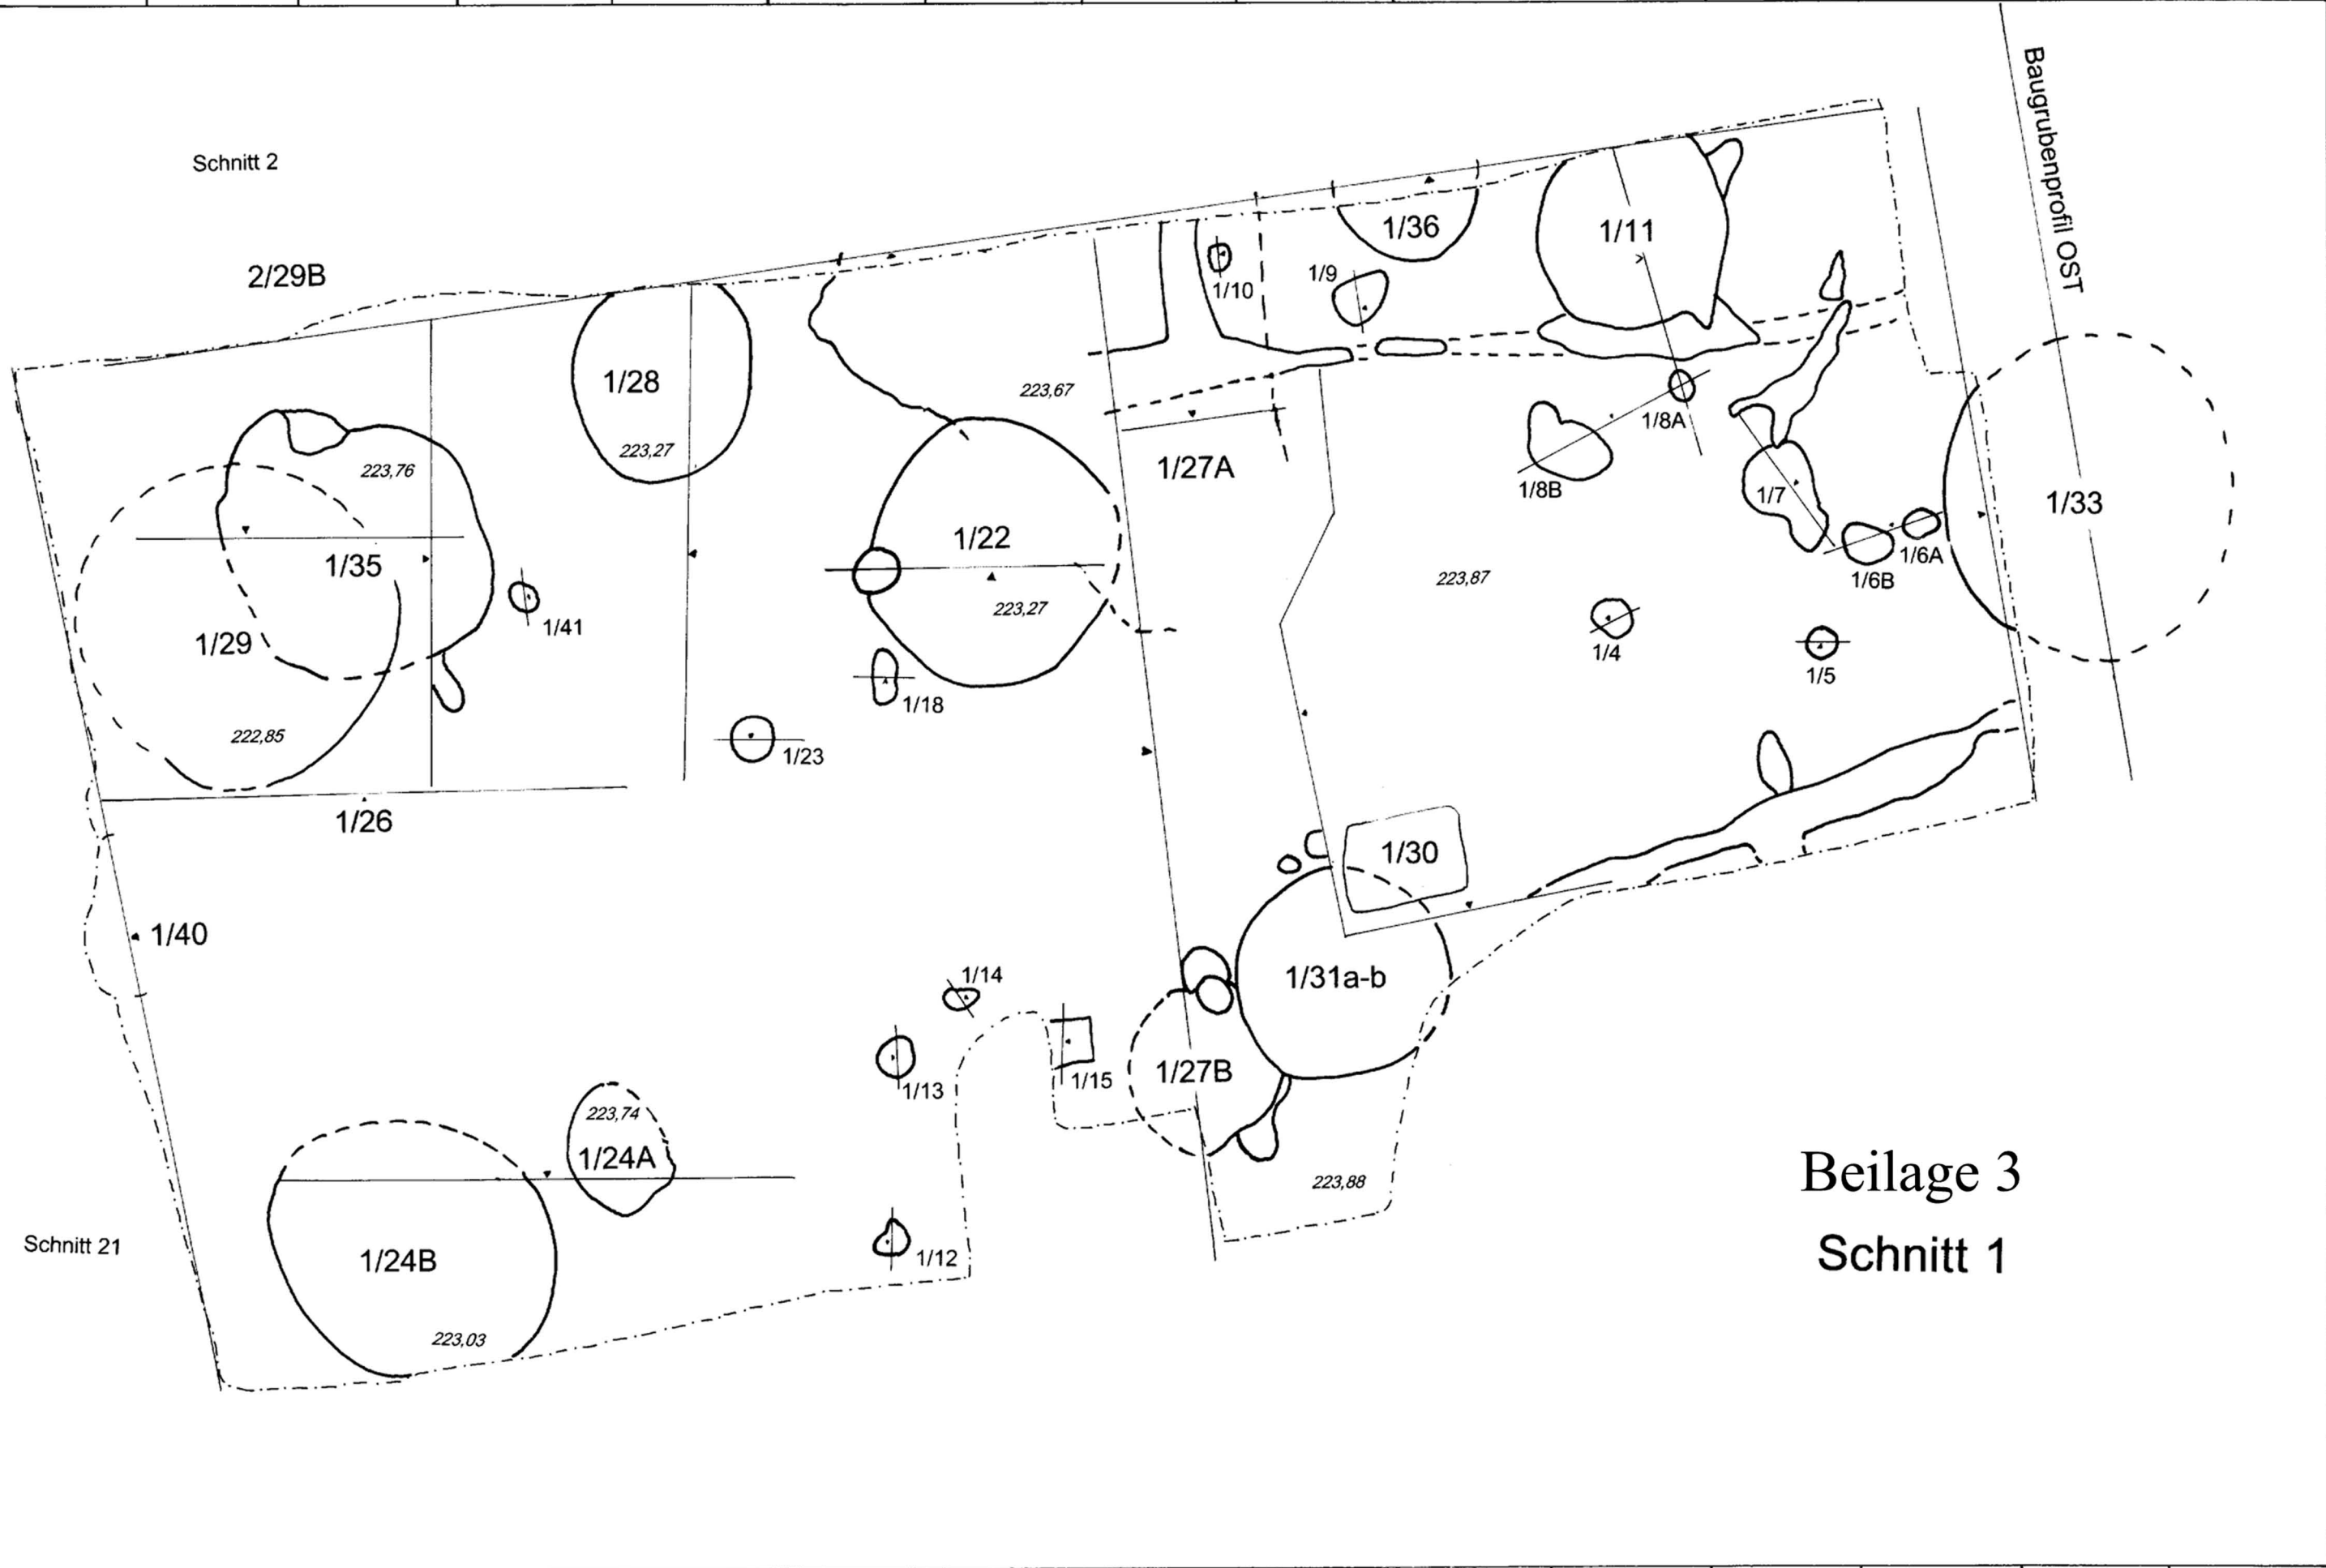 Baugrubenprofil OST
Schnitt 2
2/29B
1/36
1/11
1/10
1/9
1/28
223,27
223,67
1/27A
1/8A
1/8B
1/7
1/33
1/6A
1/6B
223,76
1/35
1/29
1/41
1/22
223,27
223,87
1/4
1/5
1/18
1/23
222,85
1/26
1/30
1/40
1/14
1/31a-b
1/13
1/15
1/27B
223,74
1/24A
223,88
Beilage 3
Schnitt 1
Schnitt 21
1/24B
1/12
223,03